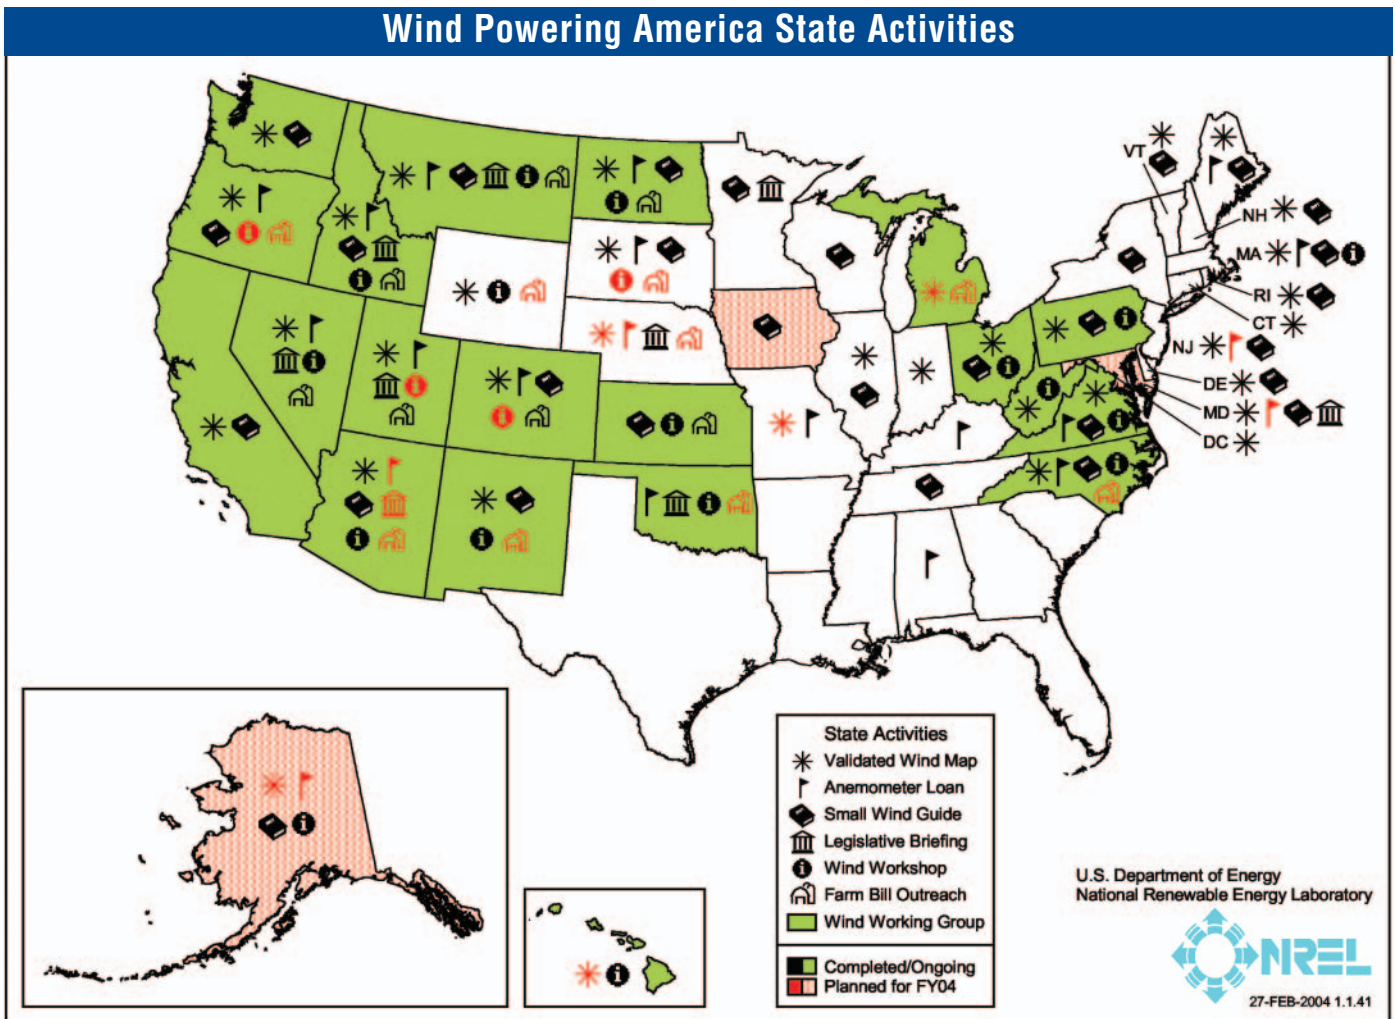 Wind Powering America State Activities
VT
NH
MA
RI
CT
NJ
DE
MD
DC
State Activities
Validated Wind Map
Anemometer Loan
Small Wind Guide
Legislative Briefing
Wind Workshop
Farm Bill Outreach
Wind Working Group
Completed/Ongoing
Planned for FY04
U.S. Department of Energy
National Renewable Energy Laboratory
NREL
27-FEB-2004 1.1.41